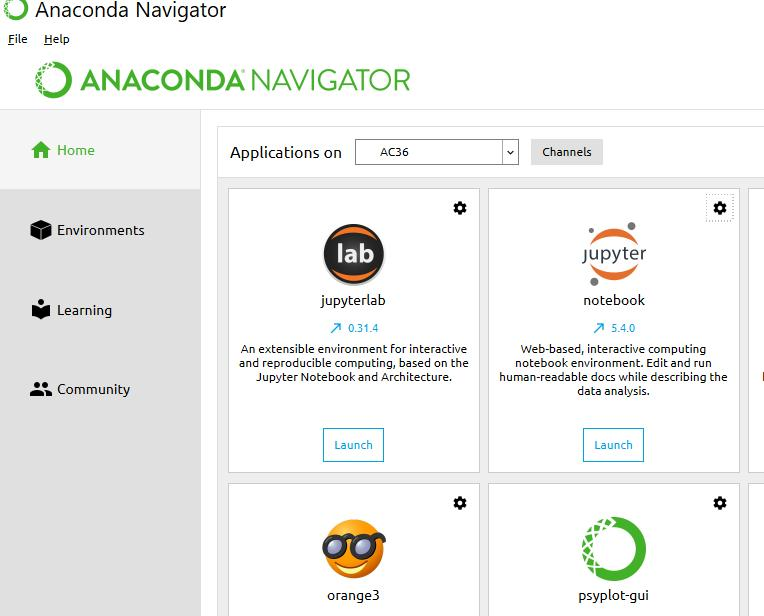 Anaconda Navigator
File Help
ANACONDA NAVIGATOR
Home
Applications on AC36 Channels
Environments
Learning
Community
lab
jupyterlab
0.31.4
An extensible environment for interactive
and reproducible computing, based on the
Jupyter Notebook and Architecture.
Launch
jupyter
notebook
5.4.0
Web-based, interactive computing
notebook environment. Edit and run
human-readable docs while describing the
data analysis.
Launch
orange3
psyplot-gui